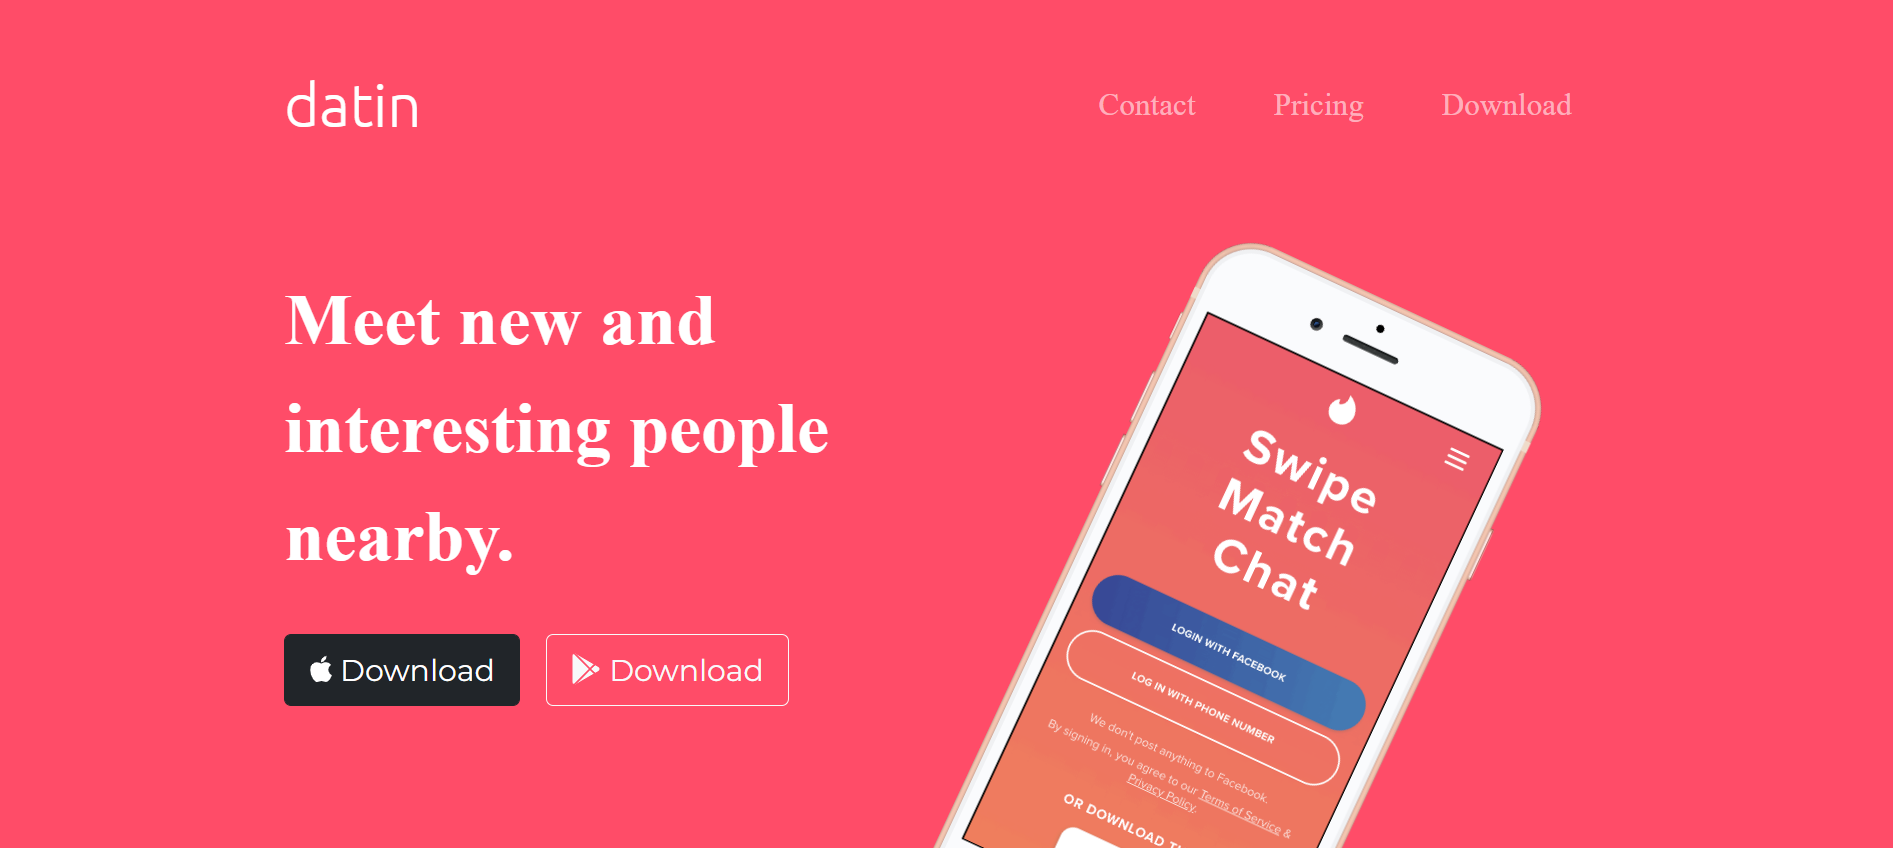 datin
Contact
Pricing
Download
Meet new and
interesting people
nearby.
Download
Download
Swipe
Match
Chat
LOGIN WITH FACEBOOK
LOG IN WITH PHONE NUMBER
We don't post anything to Facebook.
By signing in, you agree to our Terms of Service &
Privacy Policy.
OR DOWNLOAD